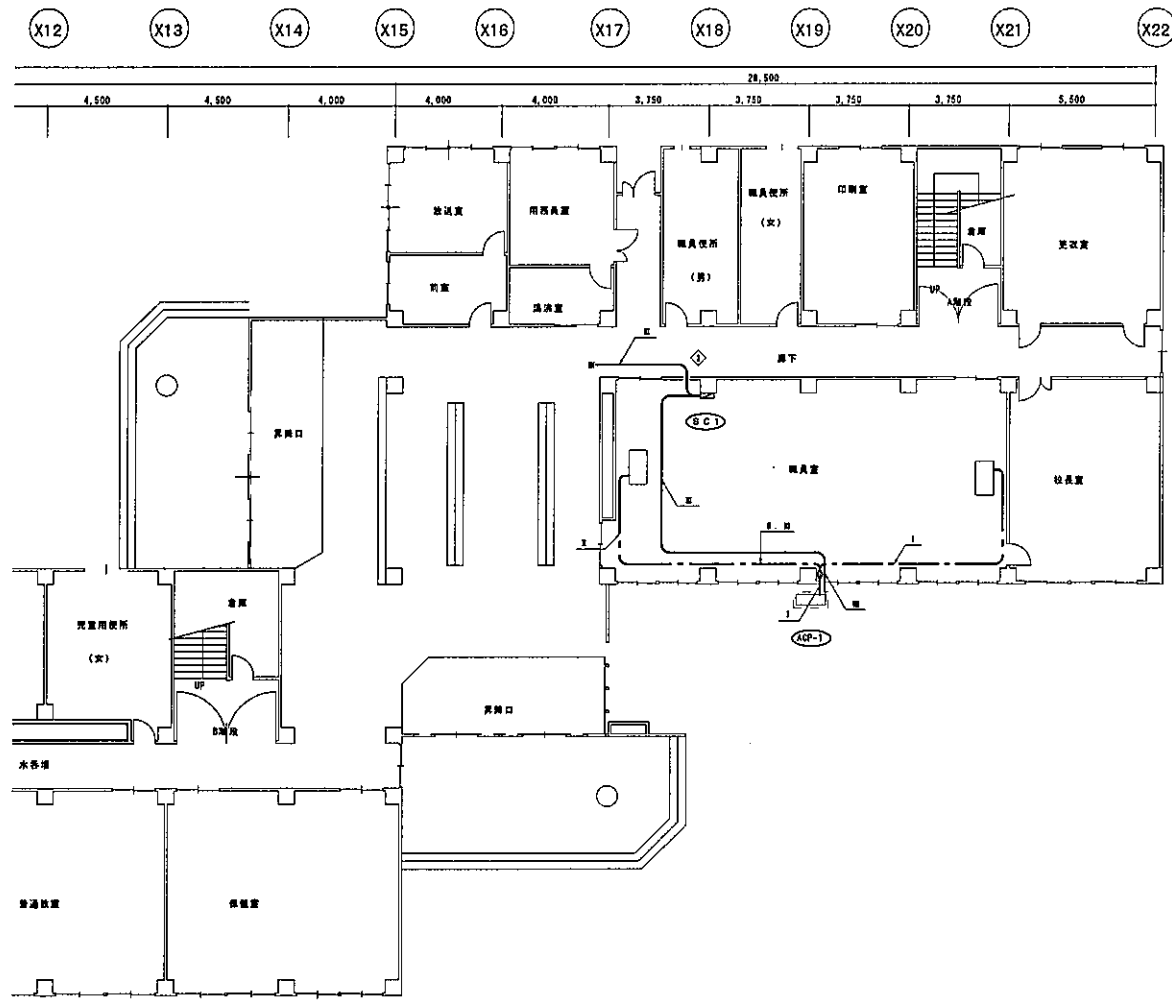 X12 X13 X14 X15 X16 X17 X18 X19 X20 X21 X22
28,500
4,500 4,500 4,000 4,000 4,000 3,750 3,750 3,750 3,750 5,500
放送室
用務員室
職員便所
(女)
印刷室
倉庫
更衣室
職員便所
(男)
前室
湯沸室
UP
A階段
廊下
3
昇降口
SC1
職員室
校長室
ACP-1
倉庫
児童用便所
(女)
UP
B階段
昇降口
水呑場
普通教室
保健室